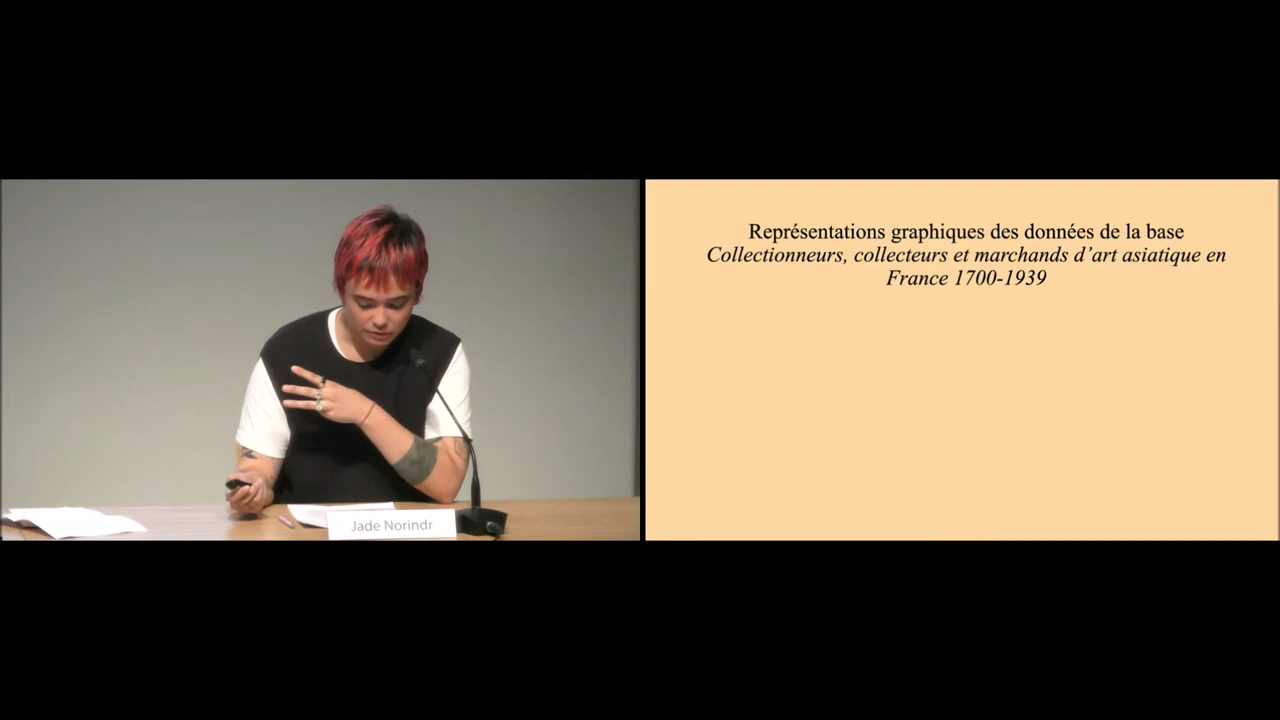 Jade Norindr
Représentations graphiques des données de la base
Collectionneurs, collecteurs et marchands d’art asiatique en
France 1700-1939